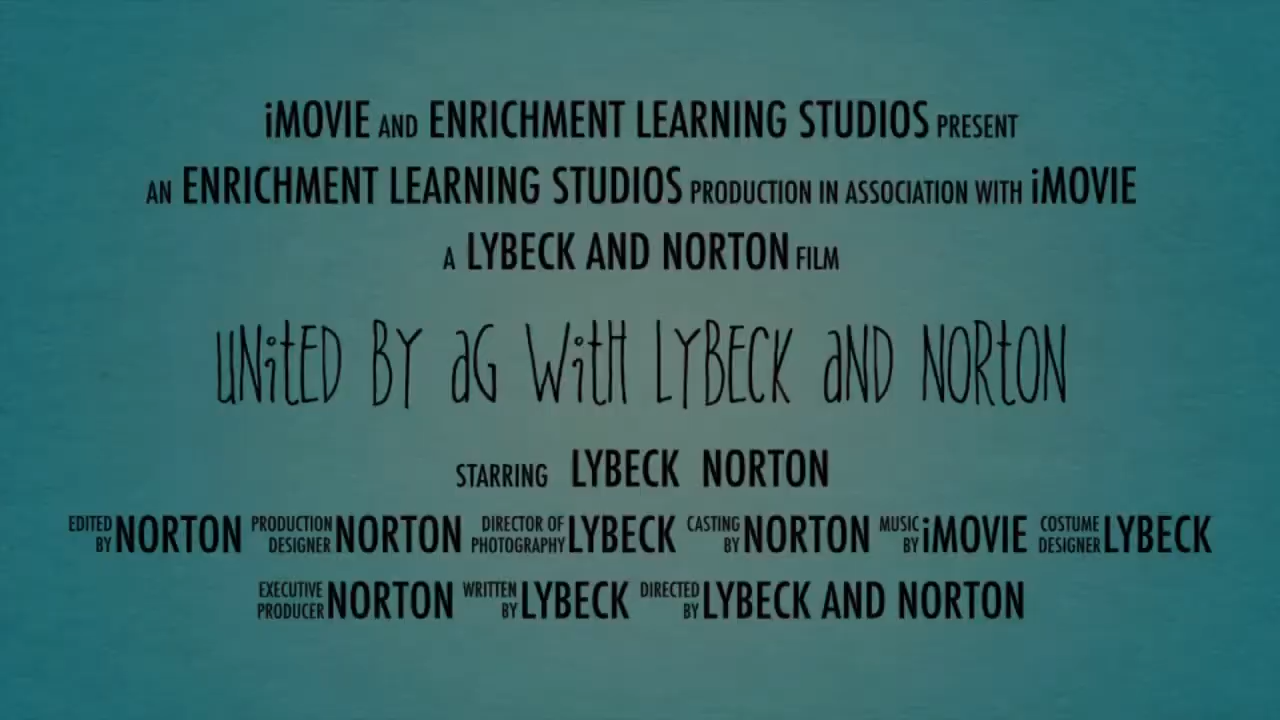 iMOVIE AND ENRICHMENT LEARNING STUDIOS PRESENT
AN ENRICHMENT LEARNING STUDIOS PRODUCTION IN ASSOCIATION WITH iMOVIE
A LYBECK AND NORTON FILM
UNitED BY aG WitH LYBECK aND NORtON
STARRING LYBECK NORTON
EDITED BY NORTON PRODUCTION DESIGNER NORTON DIRECTOR OF PHOTOGRAPHY LYBECK CASTING BY NORTON MUSIC BY iMOVIE COSTUME DESIGNER LYBECK
EXECUTIVE PRODUCER NORTON WRITTEN BY LYBECK DIRECTED BY LYBECK AND NORTON